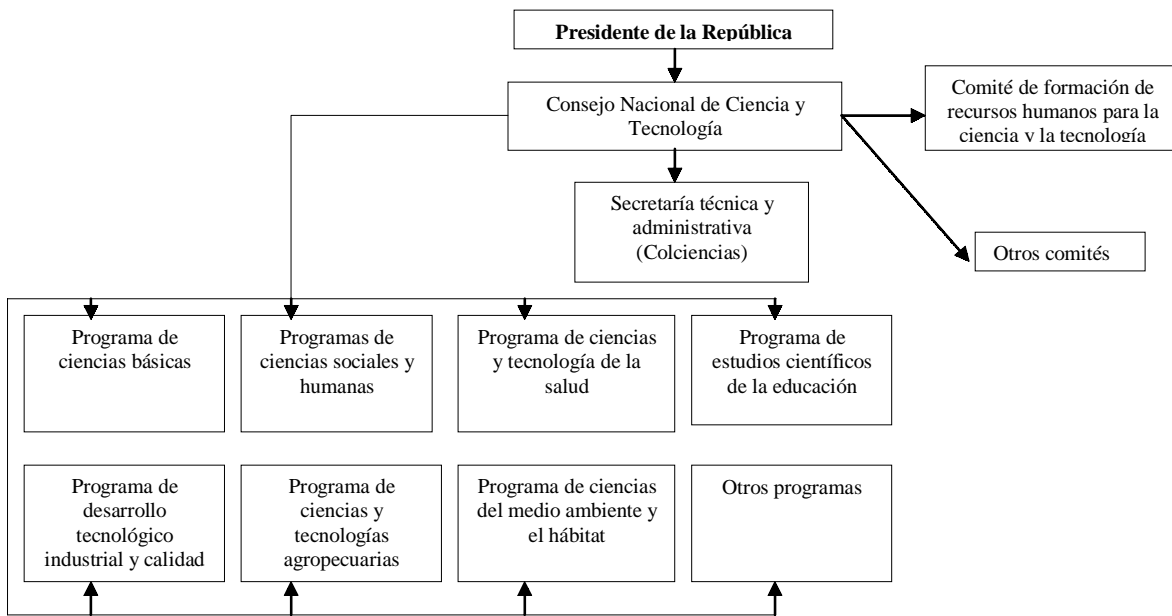 Presidente de la República
Consejo Nacional de Ciencia y
Tecnología
Comité de formación de
recursos humanos para la
ciencia y la tecnología
Secretaría técnica y
administrativa
(Colciencias)
Otros comités
Programa de
ciencias básicas
Programas de
ciencias sociales y
humanas
Programa de ciencias
y tecnología de la
salud
Programa de
estudios científicos
de la educación
Programa de
desarrollo
tecnológico
industrial y calidad
Programa de
ciencias y
tecnologías
agropecuarias
Programa de ciencias
del medio ambiente y
el hábitat
Otros programas